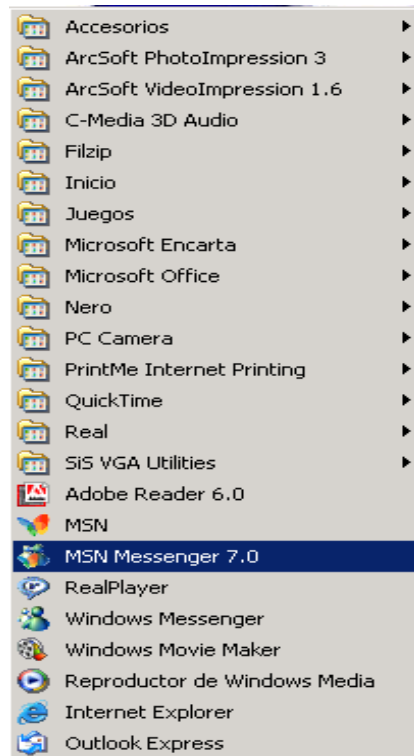 Accesorios
ArcSoft PhotoImpression 3
ArcSoft VideoImpression 1.6
C-Media 3D Audio
Filzip
Inicio
Juegos
Microsoft Encarta
Microsoft Office
Nero
PC Camera
PrintMe Internet Printing
QuickTime
Real
SiS VGA Utilities
Adobe Reader 6.0
MSN
MSN Messenger 7.0
RealPlayer
Windows Messenger
Windows Movie Maker
Reproductor de Windows Media
Internet Explorer
Outlook Express